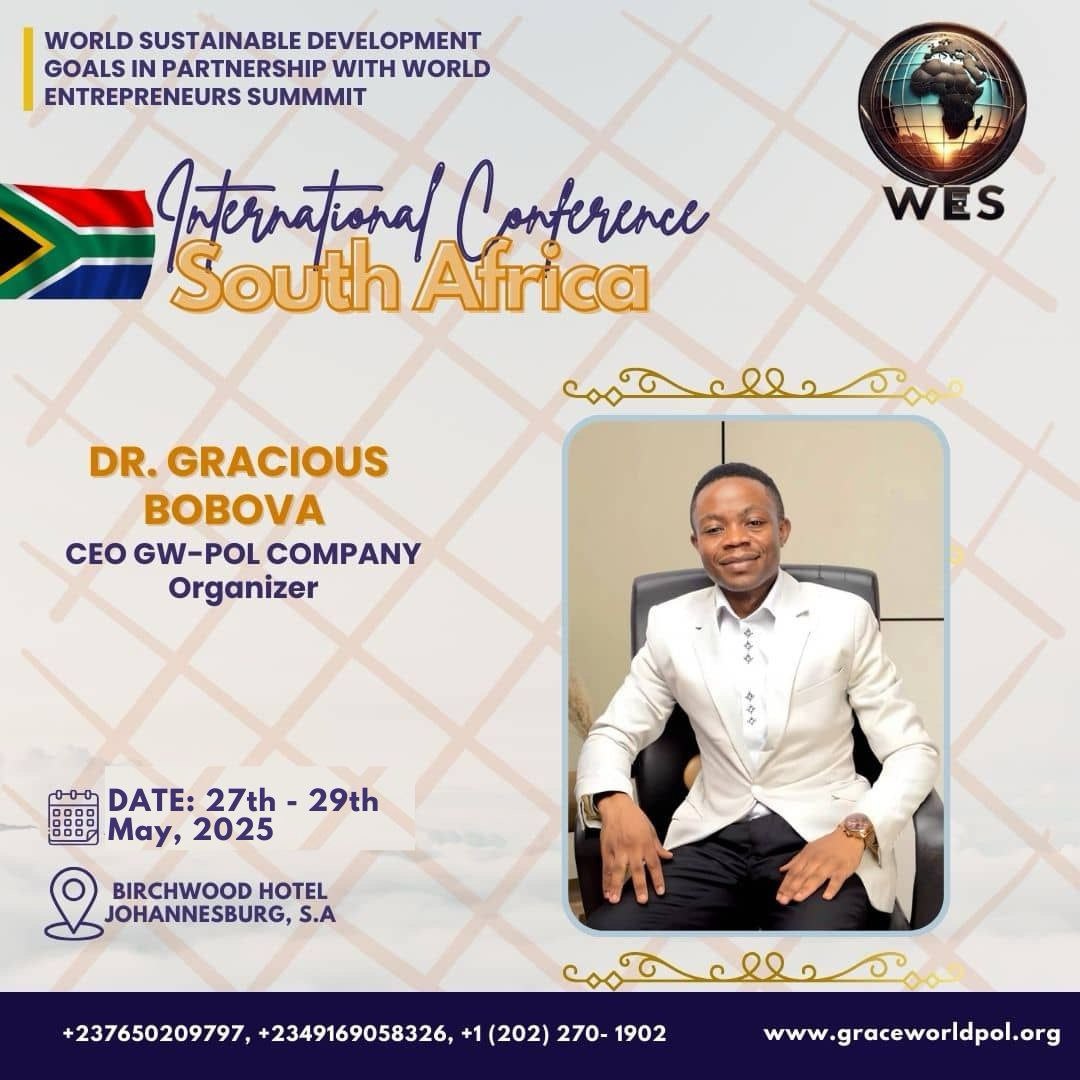 WORLD SUSTAINABLE DEVELOPMENT
GOALS IN PARTNERSHIP WITH WORLD
ENTREPRENEURS SUMMMIT
WES
International Conference
South Africa
DR. GRACIOUS
BOBOVA
CEO GW-POL COMPANY
Organizer
DATE: 27th - 29th
May, 2025
BIRCHWOOD HOTEL
JOHANNESBURG, S.A
+237650209797, +2349169058326, +1 (202) 270- 1902
www.graceworldpol.org